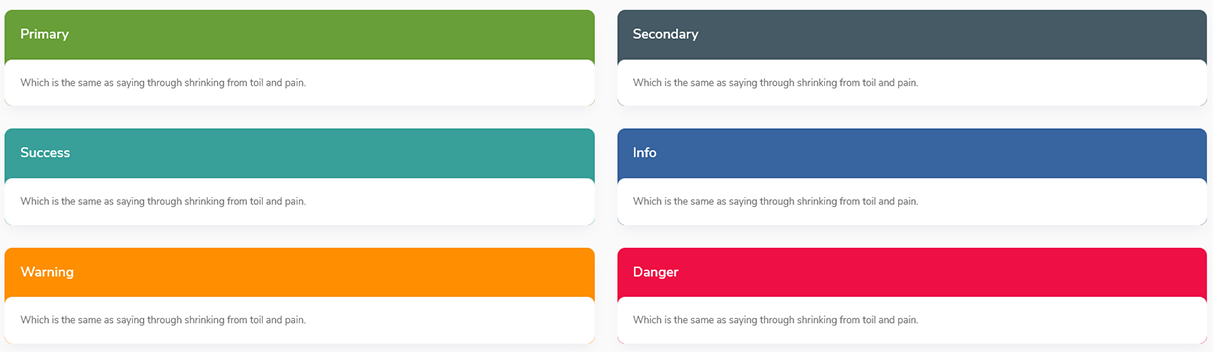 Primary
Secondary
Which is the same as saying through shrinking from toil and pain.
Which is the same as saying through shrinking from toil and pain.
Success
Info
Which is the same as saying through shrinking from toil and pain.
Which is the same as saying through shrinking from toil and pain.
Warning
Danger
Which is the same as saying through shrinking from toil and pain.
Which is the same as saying through shrinking from toil and pain.